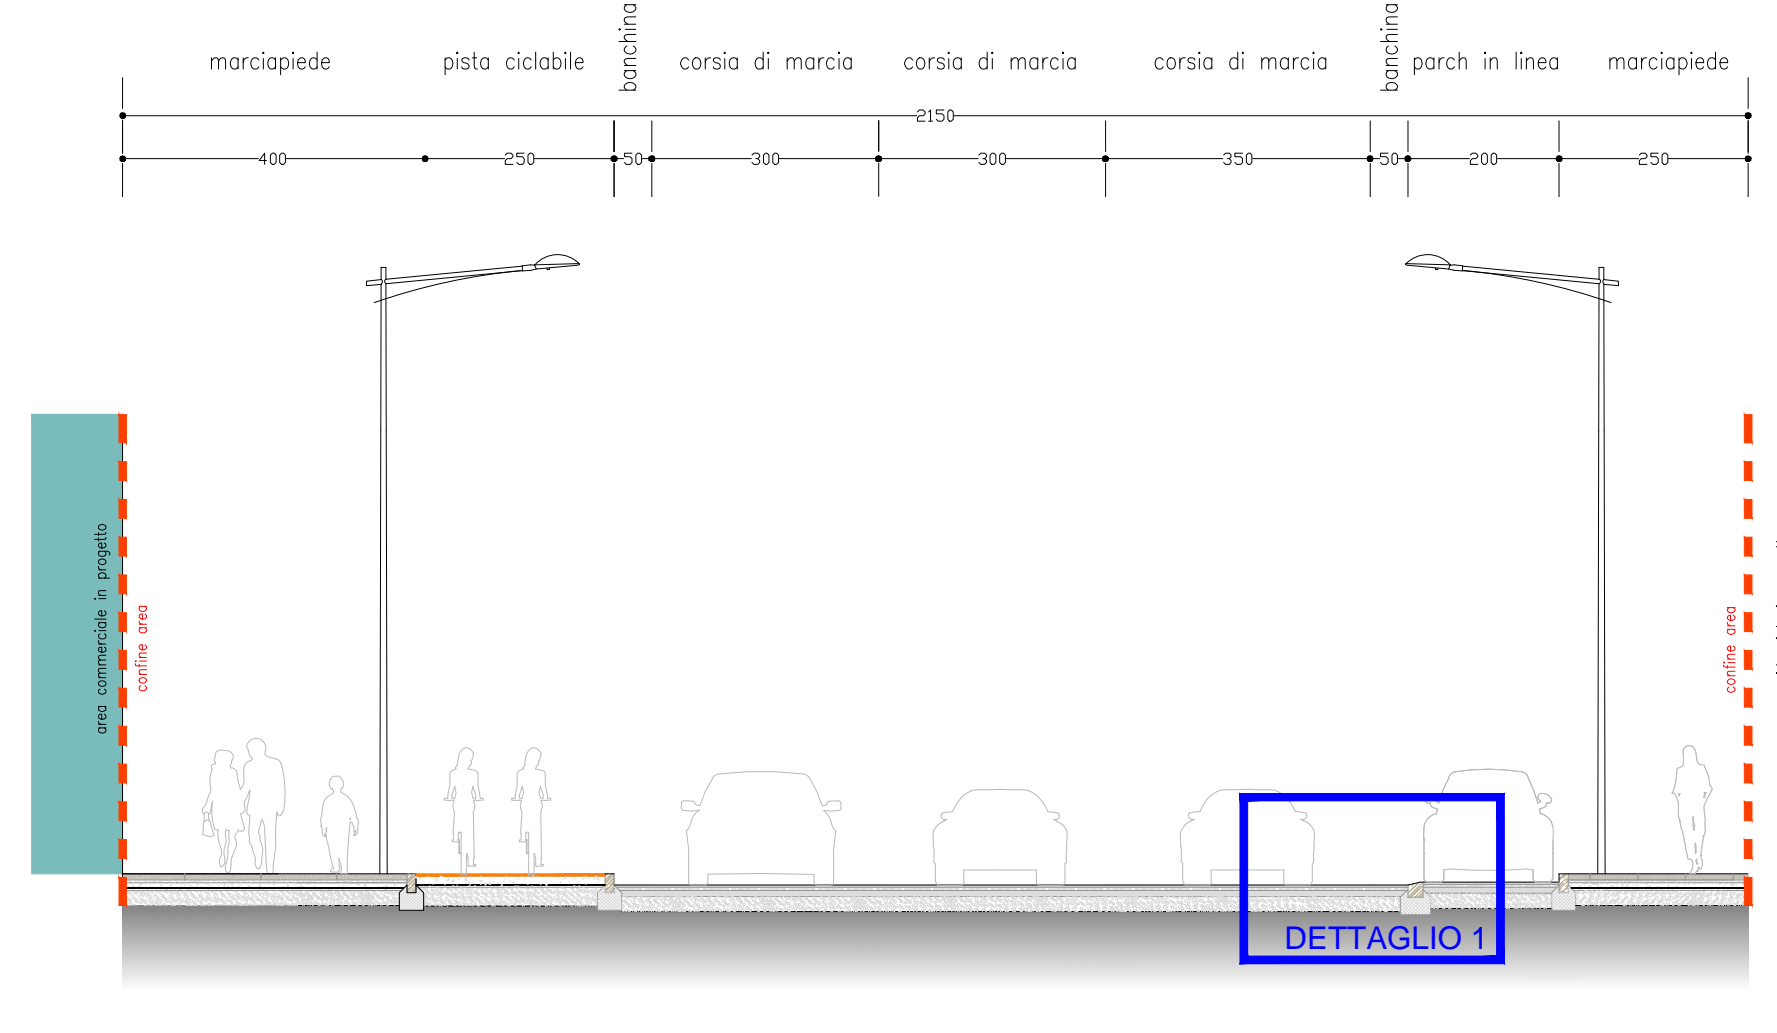 marciapiede
pista ciclabile
banchina
corsia di marcia
corsia di marcia
corsia di marcia
banchina
parch in linea
marciapiede
2150
400
250
50
300
300
350
50
200
250
area commerciale in progetto
confine area
confine area
DETTAGLIO 1